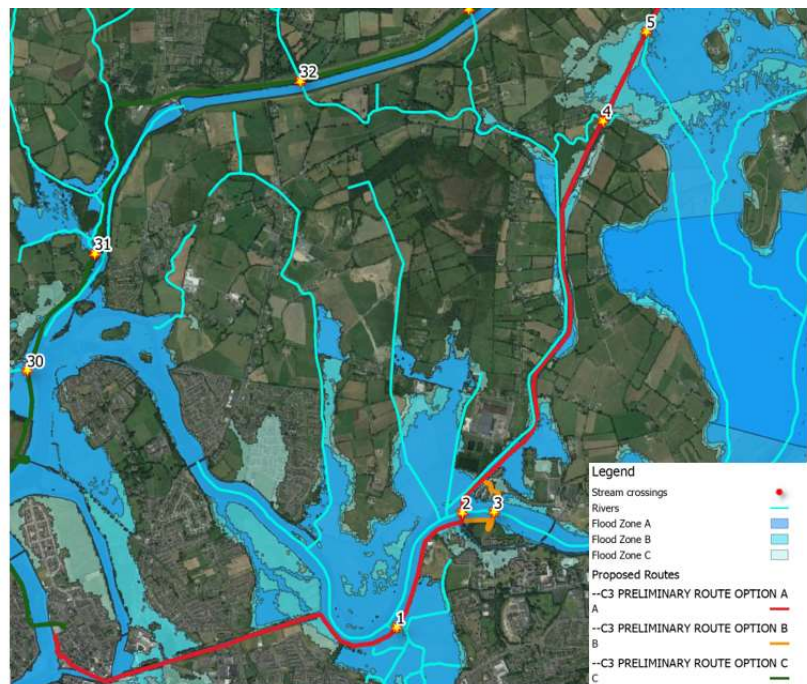 5
32
4
31
30
2
3
1
Legend
Stream crossings
Rivers
Flood Zone A
Flood Zone B
Flood Zone C
Proposed Routes
--C3 PRELIMINARY ROUTE OPTION A
A
--C3 PRELIMINARY ROUTE OPTION B
B
--C3 PRELIMINARY ROUTE OPTION C
C